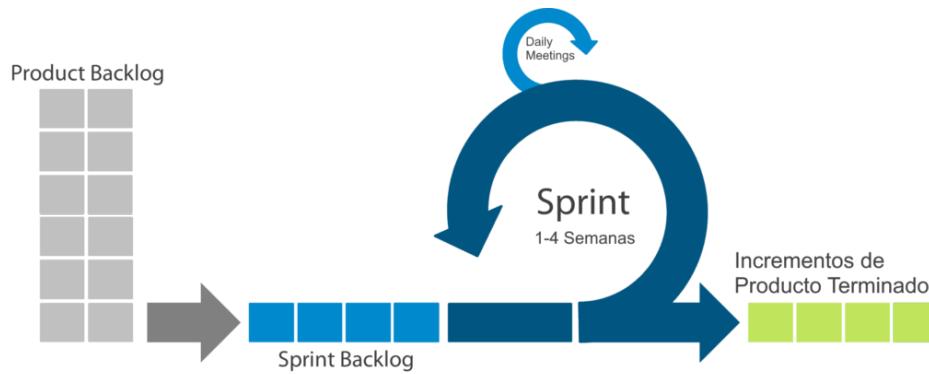 Daily
Meetings
Product Backlog
Sprint
1-4 Semanas
Incrementos de
Producto Terminado
Sprint Backlog